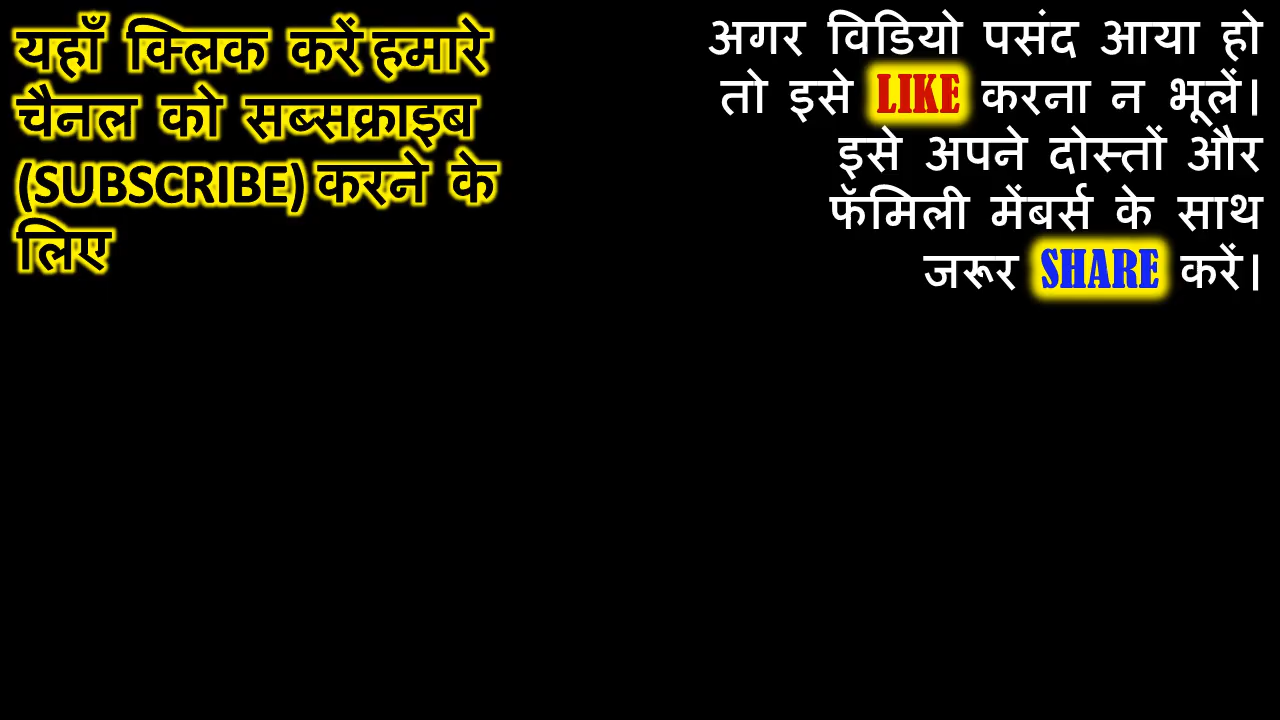 यहाँ क्लिक करें हमारे
चैनल को सब्सक्राइब
(SUBSCRIBE) करने के
लिए
अगर विडियो पसंद आया हो
तो इसे LIKE करना न भूलें।
इसे अपने दोस्तों और
फॅमिली मेंबर्स के साथ
जरूर SHARE करें।